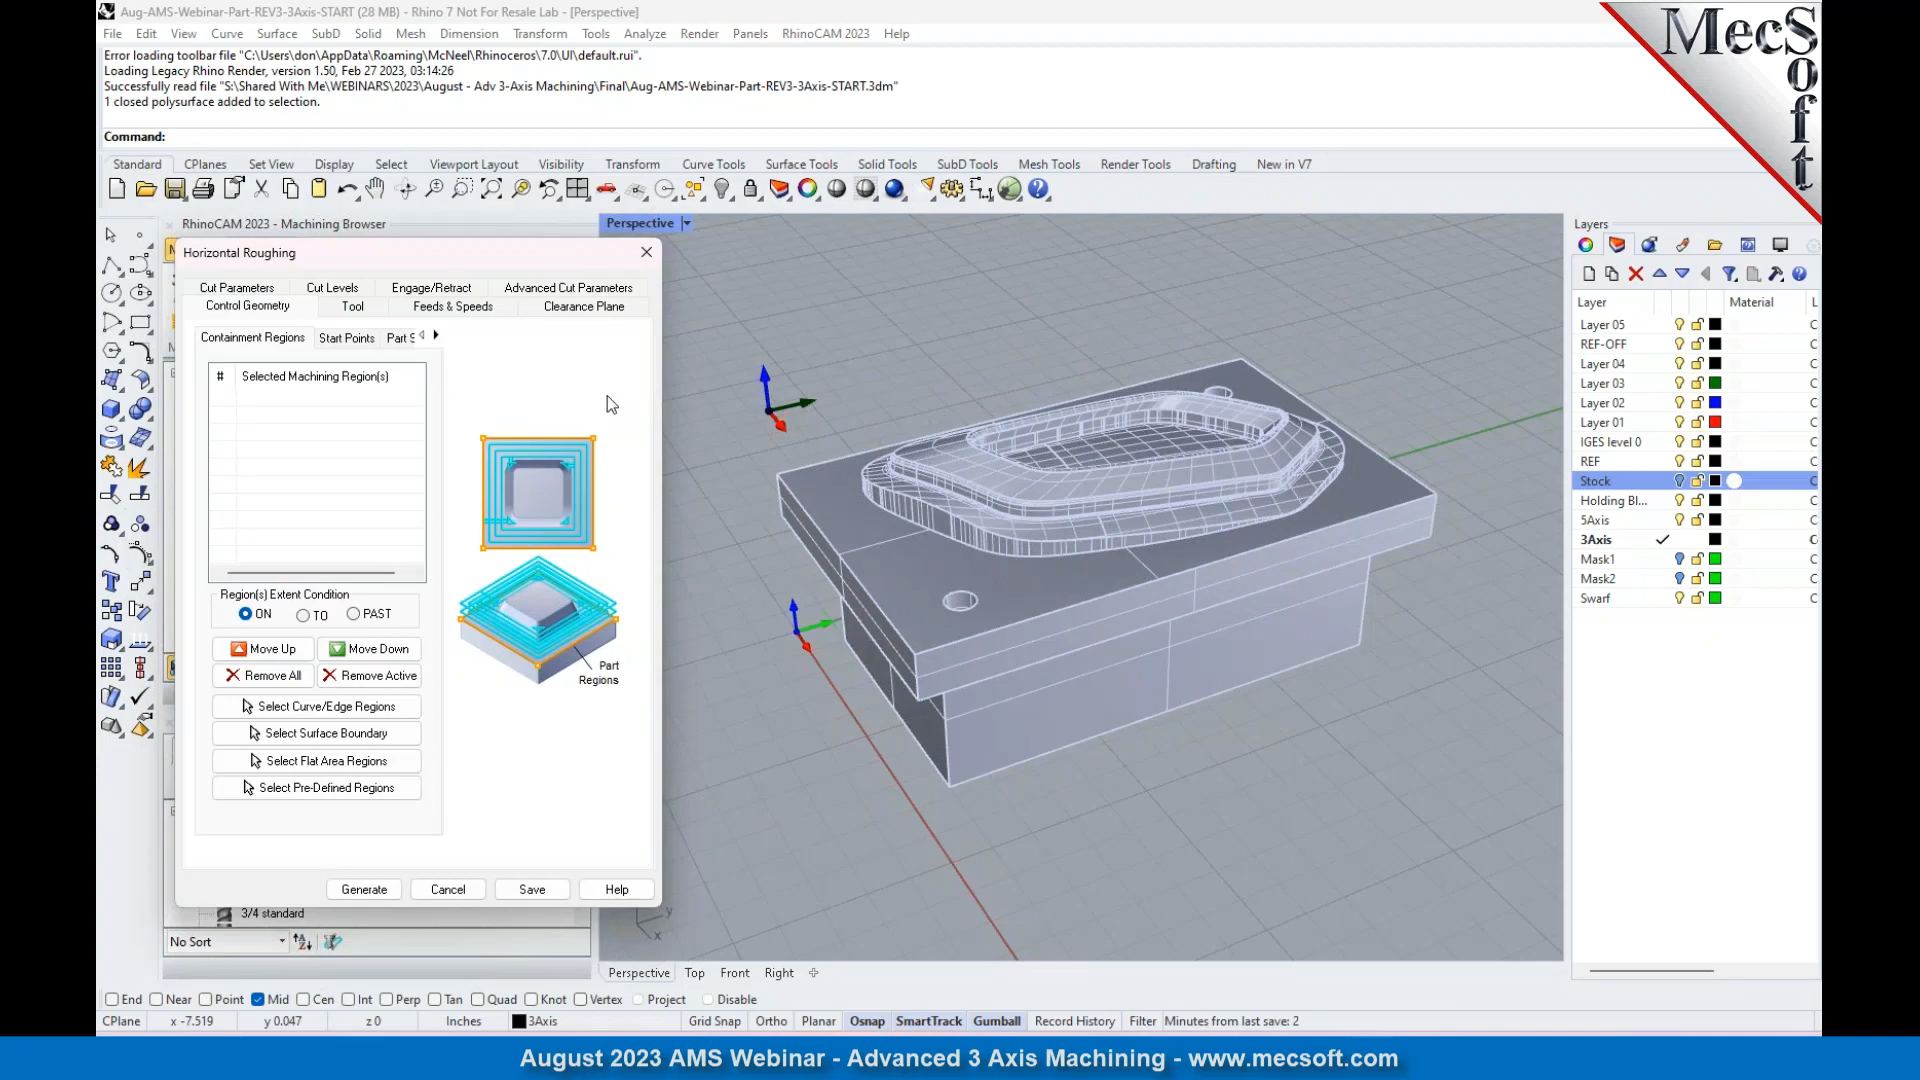 Aug-AMS-Webinar-Part-REV3-3Axis-START (28 MB) - Rhino 7 Not For Resale Lab - [Perspective]
File Edit View Curve Surface SubD Solid Mesh Dimension Transform Tools Analyze Render Panels RhinoCAM 2023 Help
Error loading toolbar file "C:\Users\don\AppData\Roaming\McNeel\Rhinoceros\7.0\UI\default.rui".
Loading Legacy Rhino Render, version 1.50, Feb 27 2023, 03:14:26
Successfully read file "S:\Shared With Me\WEBINARS\2023\August - Adv 3-Axis Machining\Final\Aug-AMS-Webinar-Part-REV3-3Axis-START.3dm"
1 closed polysurface added to selection.
Command:
MecSoft
Standard CPlanes Set View Display Select Viewport Layout Visibility Transform Curve Tools Surface Tools Solid Tools SubD Tools Mesh Tools Render Tools Drafting New in V7
RhinoCAM 2023 - Machining Browser
Horizontal Roughing
Cut Parameters Cut Levels Engage/Retract Advanced Cut Parameters
Control Geometry Tool Feeds & Speeds Clearance Plane
Containment Regions Start Points Part S
# Selected Machining Region(s)
Region(s) Extent Condition
ON TO PAST
Move Up Move Down
Remove All Remove Active
Select Curve/Edge Regions
Select Surface Boundary
Select Flat Area Regions
Select Pre-Defined Regions
Part
Regions
Generate Cancel Save Help
3/4 standard
No Sort
Perspective
y
x
Perspective Top Front Right
Layers
Layer Material L
Layer 05 C
REF-OFF C
Layer 04 C
Layer 03 C
Layer 02 C
Layer 01 C
IGES level 0 C
REF C
Stock C
Holding Bl... C
5Axis C
3Axis C
Mask1 C
Mask2 C
Swarf C
End Near Point Mid Cen Int Perp Tan Quad Knot Vertex Project Disable
CPlane x -7.519 y 0.047 z 0 Inches 3Axis Grid Snap Ortho Planar Osnap SmartTrack Gumball Record History Filter Minutes from last save: 2
August 2023 AMS Webinar - Advanced 3 Axis Machining - www.mecsoft.com